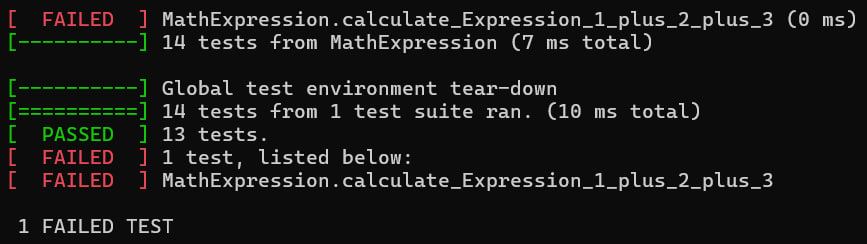 [  FAILED  ] MathExpression.calculate_Expression_1_plus_2_plus_3 (0 ms)
[----------] 14 tests from MathExpression (7 ms total)
[----------] Global test environment tear-down
[==========] 14 tests from 1 test suite ran. (10 ms total)
[  PASSED  ] 13 tests.
[  FAILED  ] 1 test, listed below:
[  FAILED  ] MathExpression.calculate_Expression_1_plus_2_plus_3
1 FAILED TEST